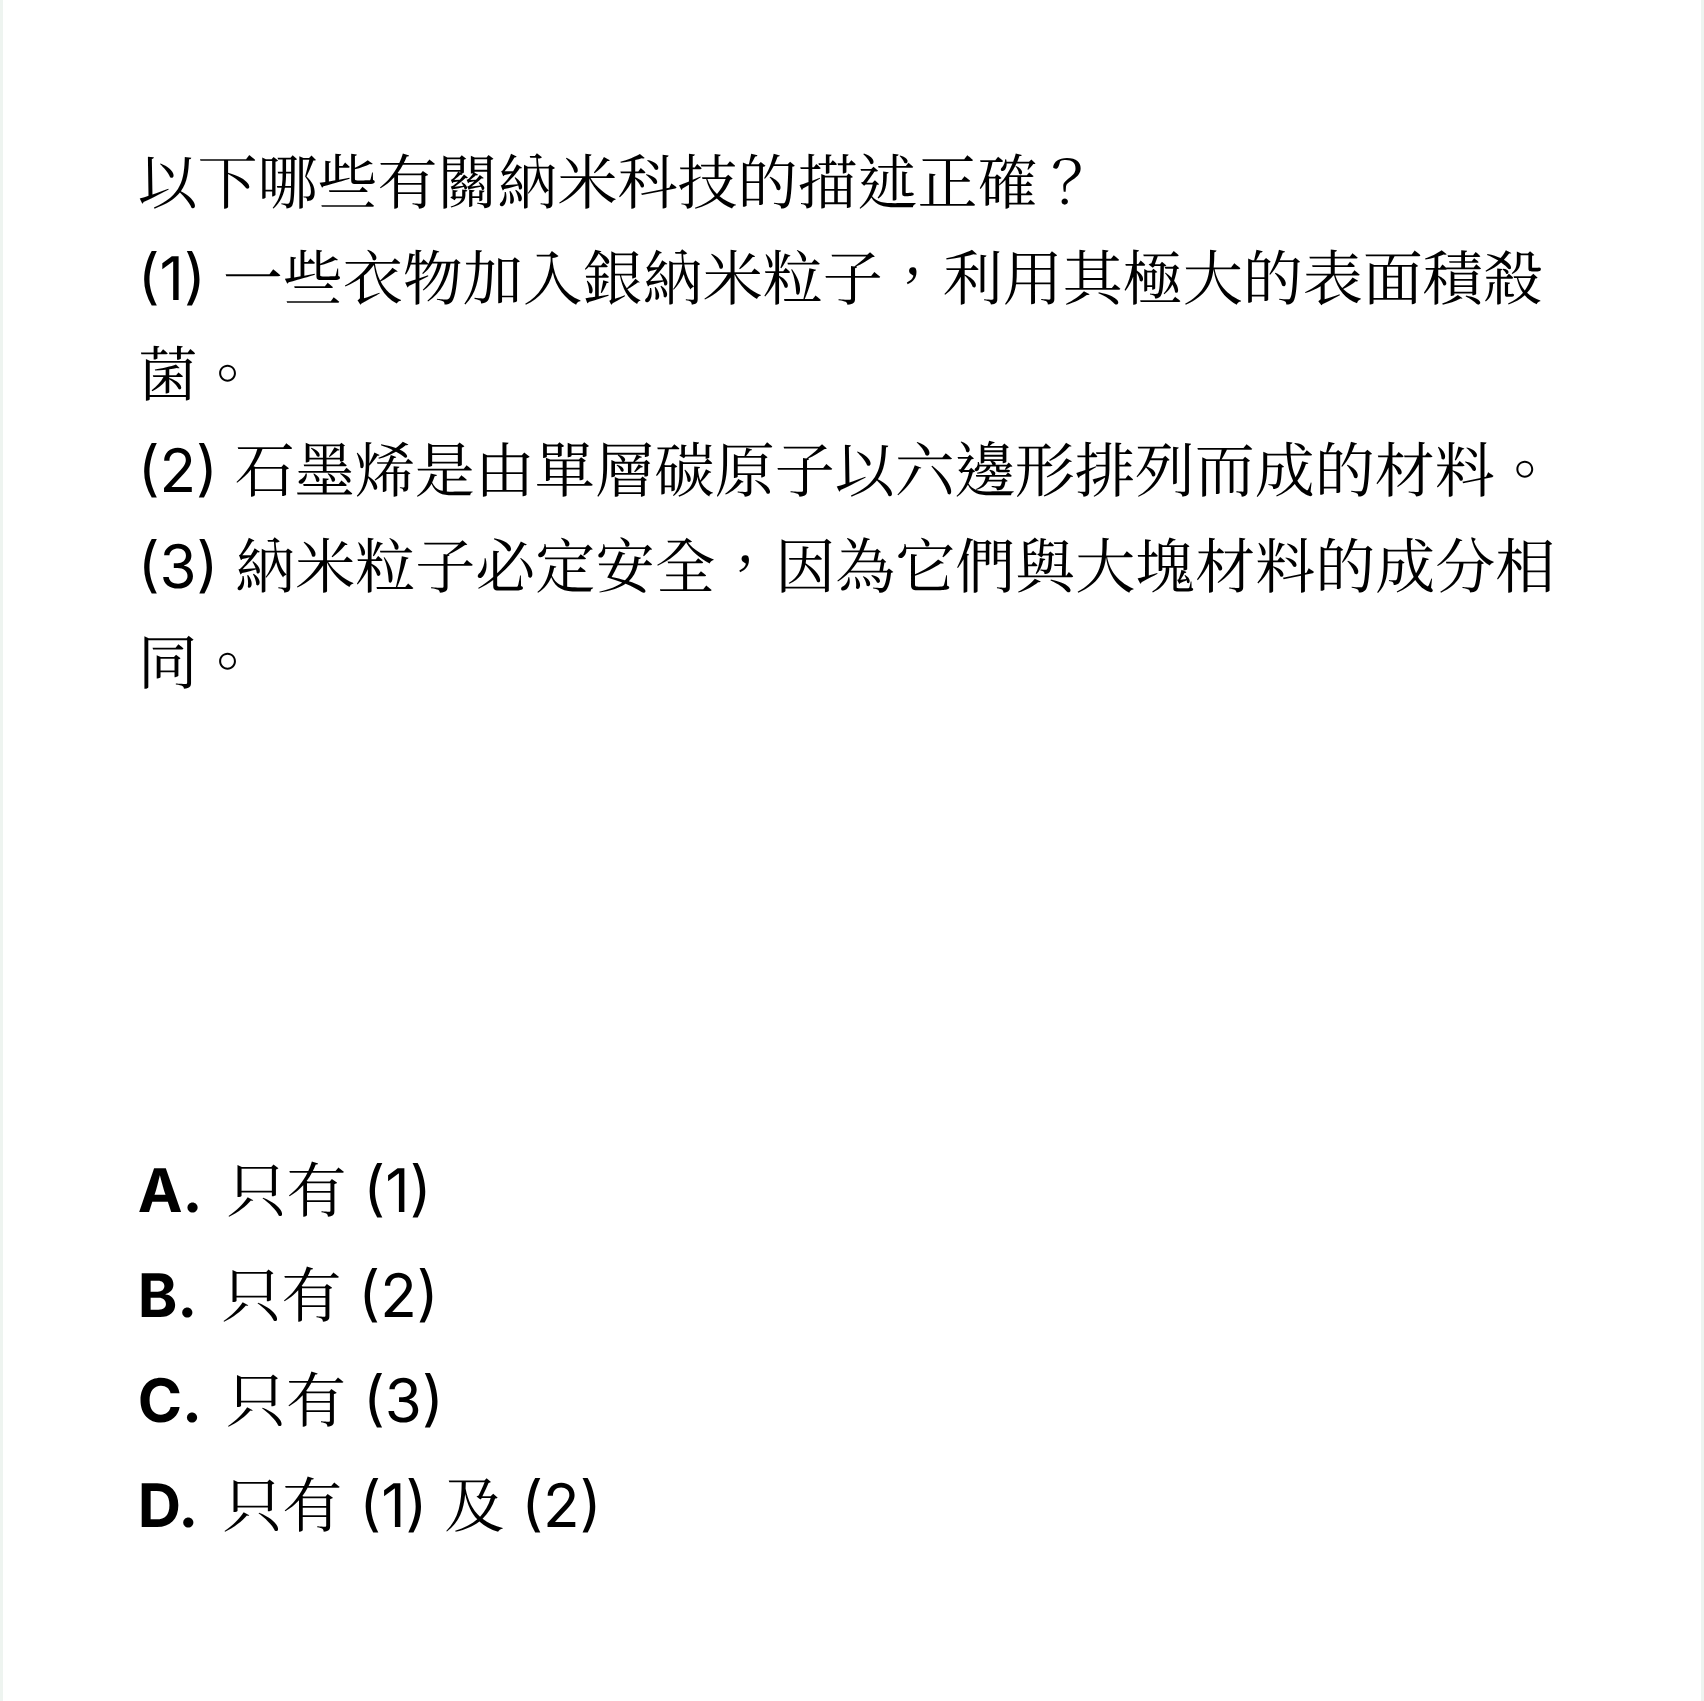 以下哪些有關納米科技的描述正確？
(1) 一些衣物加入銀納米粒子，利用其極大的表面積殺
菌。
(2) 石墨烯是由單層碳原子以六邊形排列而成的材料。
(3) 納米粒子必定安全，因為它們與大塊材料的成分相
同。
A. 只有 (1)
B. 只有 (2)
C. 只有 (3)
D. 只有 (1) 及 (2)